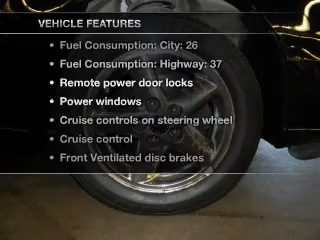 VEHICLE FEATURES
• Fuel Consumption: City: 26
• Fuel Consumption: Highway: 37
• Remote power door locks
• Power windows
• Cruise controls on steering wheel
• Cruise control
• Front Ventilated disc brakes